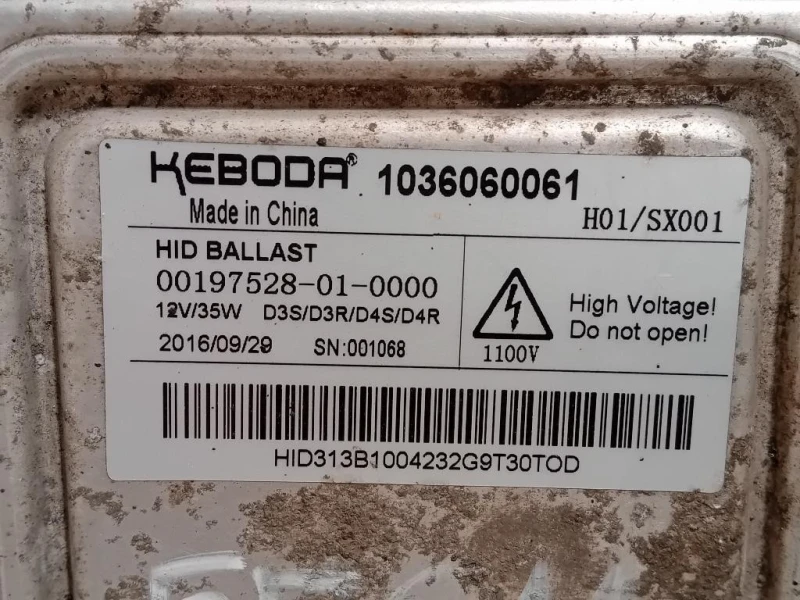 KEBODA® 1036060061
Made in China
H01/SX001
HID BALLAST
00197528-01-0000
12V/35W D3S/D3R/D4S/D4R
2016/09/29 SN:001068
1100V
High Voltage!
Do not open!
HID313B1004232G9T30TOD